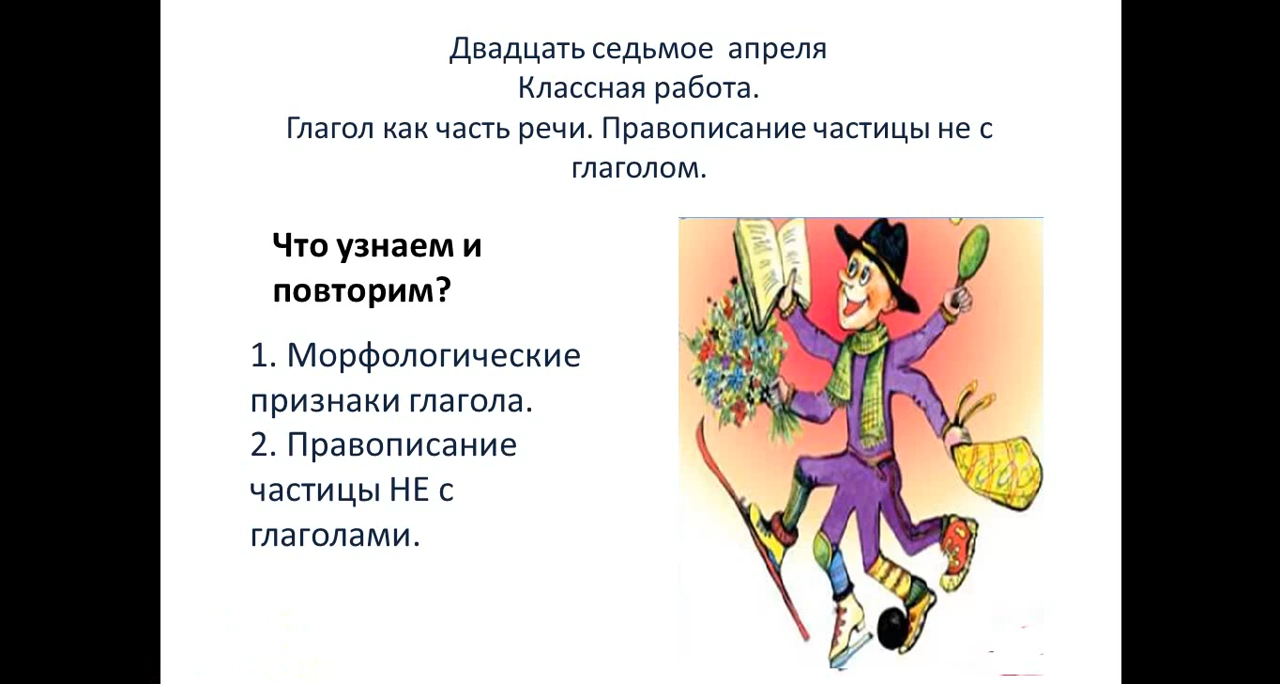 Двадцать седьмое апреля
Классная работа.
Глагол как часть речи. Правописание частицы не с
глаголом.
Что узнаем и
повторим?
1. Морфологические
признаки глагола.
2. Правописание
частицы НЕ с
глаголами.